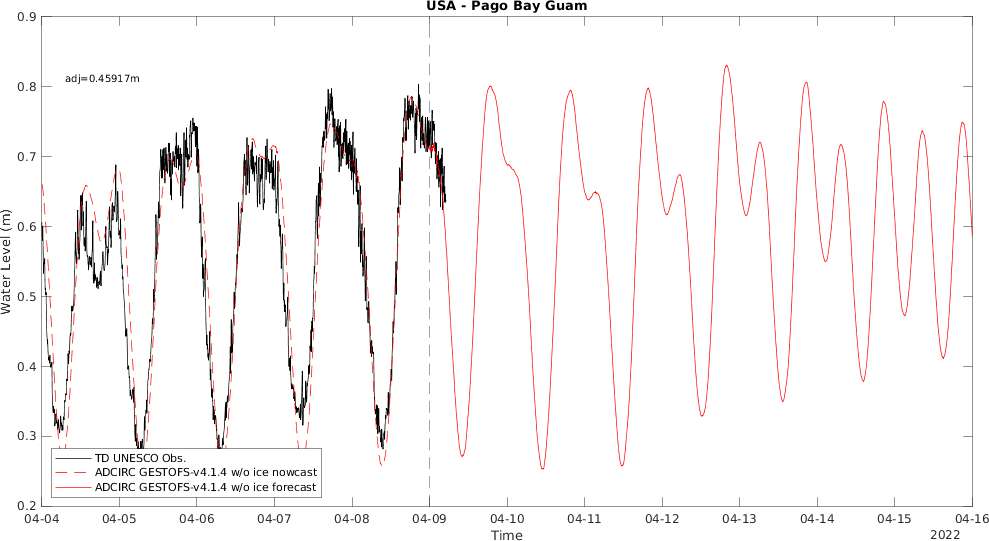 USA - Pago Bay Guam
adj=0.45917m
Water Level (m)
0.9
0.8
0.7
0.6
0.5
0.4
0.3
0.2
TD UNESCO Obs.
ADCIRC GESTOFS-v4.1.4 w/o ice nowcast
ADCIRC GESTOFS-v4.1.4 w/o ice forecast
04-04 04-05 04-06 04-07 04-08 04-09 04-10 04-11 04-12 04-13 04-14 04-15 04-16
Time
2022